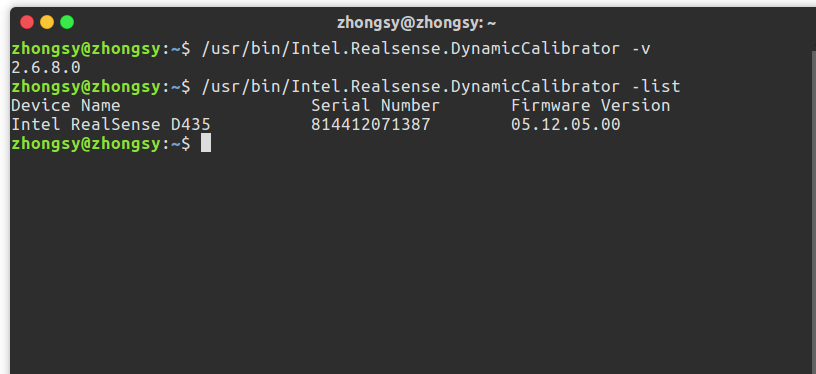 zhongsy@zhongsy: ~
zhongsy@zhongsy:~$ /usr/bin/Intel.Realsense.DynamicCalibrator -v
2.6.8.0
zhongsy@zhongsy:~$ /usr/bin/Intel.Realsense.DynamicCalibrator -list
Device Name Serial Number Firmware Version
Intel RealSense D435 814412071387 05.12.05.00
zhongsy@zhongsy:~$